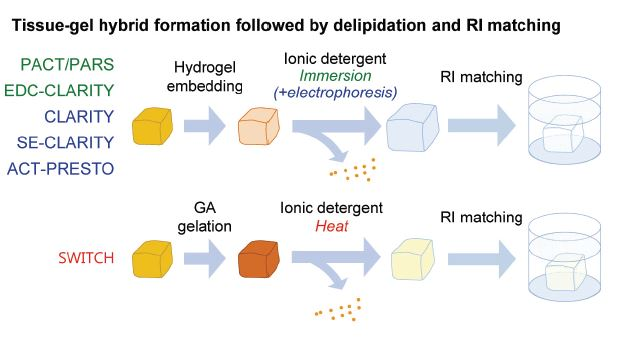 Tissue-gel hybrid formation followed by delipidation and RI matching
PACT/PARS
EDC-CLARITY
CLARITY
SE-CLARITY
ACT-PRESTO
Hydrogel
embedding
Ionic detergent
Immersion
(+electrophoresis)
RI matching
SWITCH
GA
gelation
Ionic detergent
Heat
RI matching